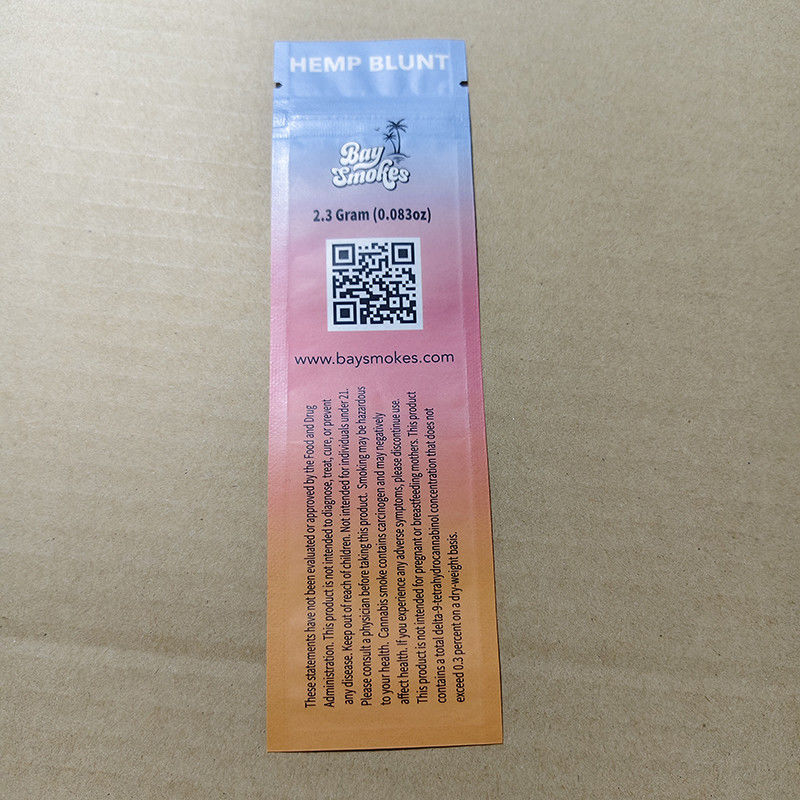 HEMP BLUNT
Bay
Smokes
2.3 Gram (0.083oz)
www.baysmokes.com
These statements have not been evaluated or approved by the Food and Drug
Administration. This product is not intended to diagnose, treat, cure, or prevent
any disease. Keep out of reach of children. Not intended for individuals under 21.
Please consult a physician before taking this product. Smoking may be hazardous
to your health. Cannabis smoke contains carcinogen and may negatively
affect health. If you experience any adverse symptoms, please discontinue use.
This product is not intended for pregnant or breastfeeding mothers. This product
contains a total delta-9-tetrahydrocannabinol concentration that does not
exceed 0.3 percent on a dry-weight basis.